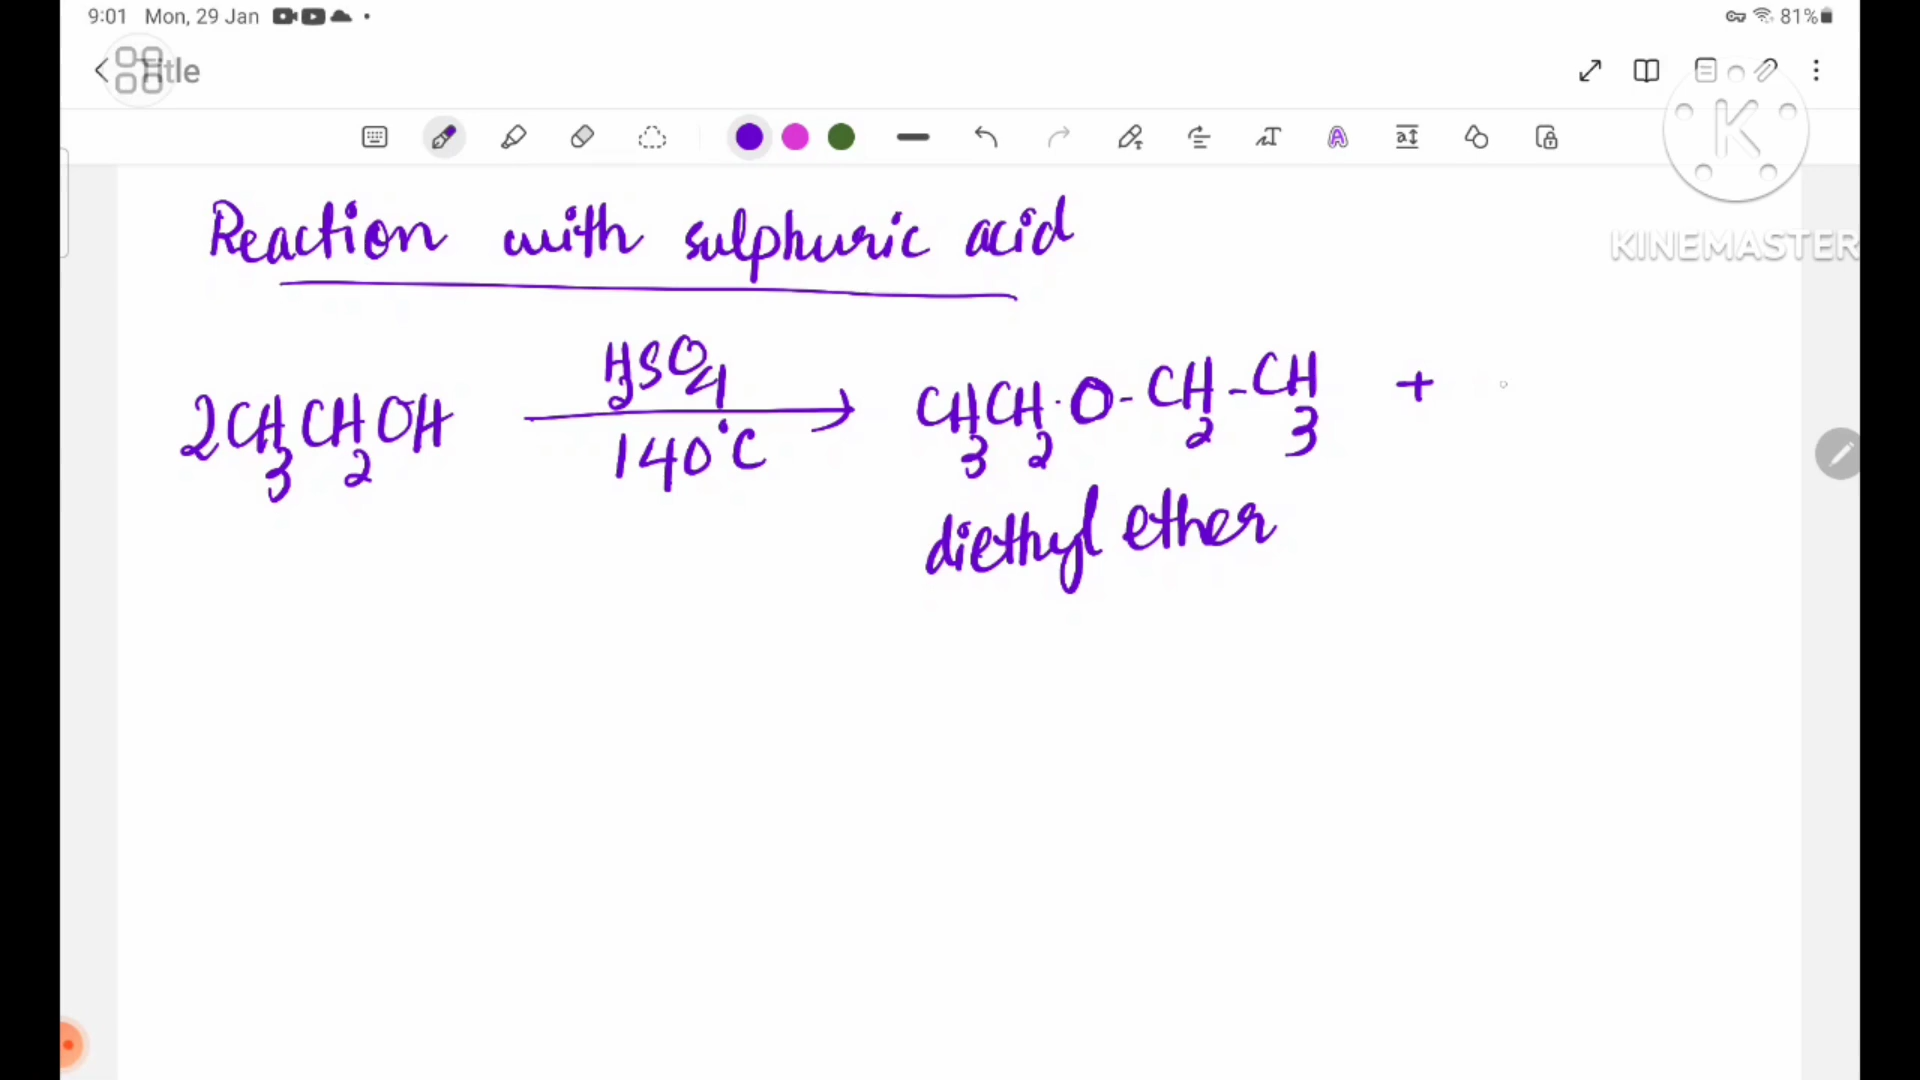 9:01 Mon, 29 Jan 81%
Title
K
KINEMASTER
Reaction with sulphuric acid
2CH₃CH₂OH H₂SO₄ 140°C → CH₃CH₂-O-CH₂-CH₃ +
diethyl ether